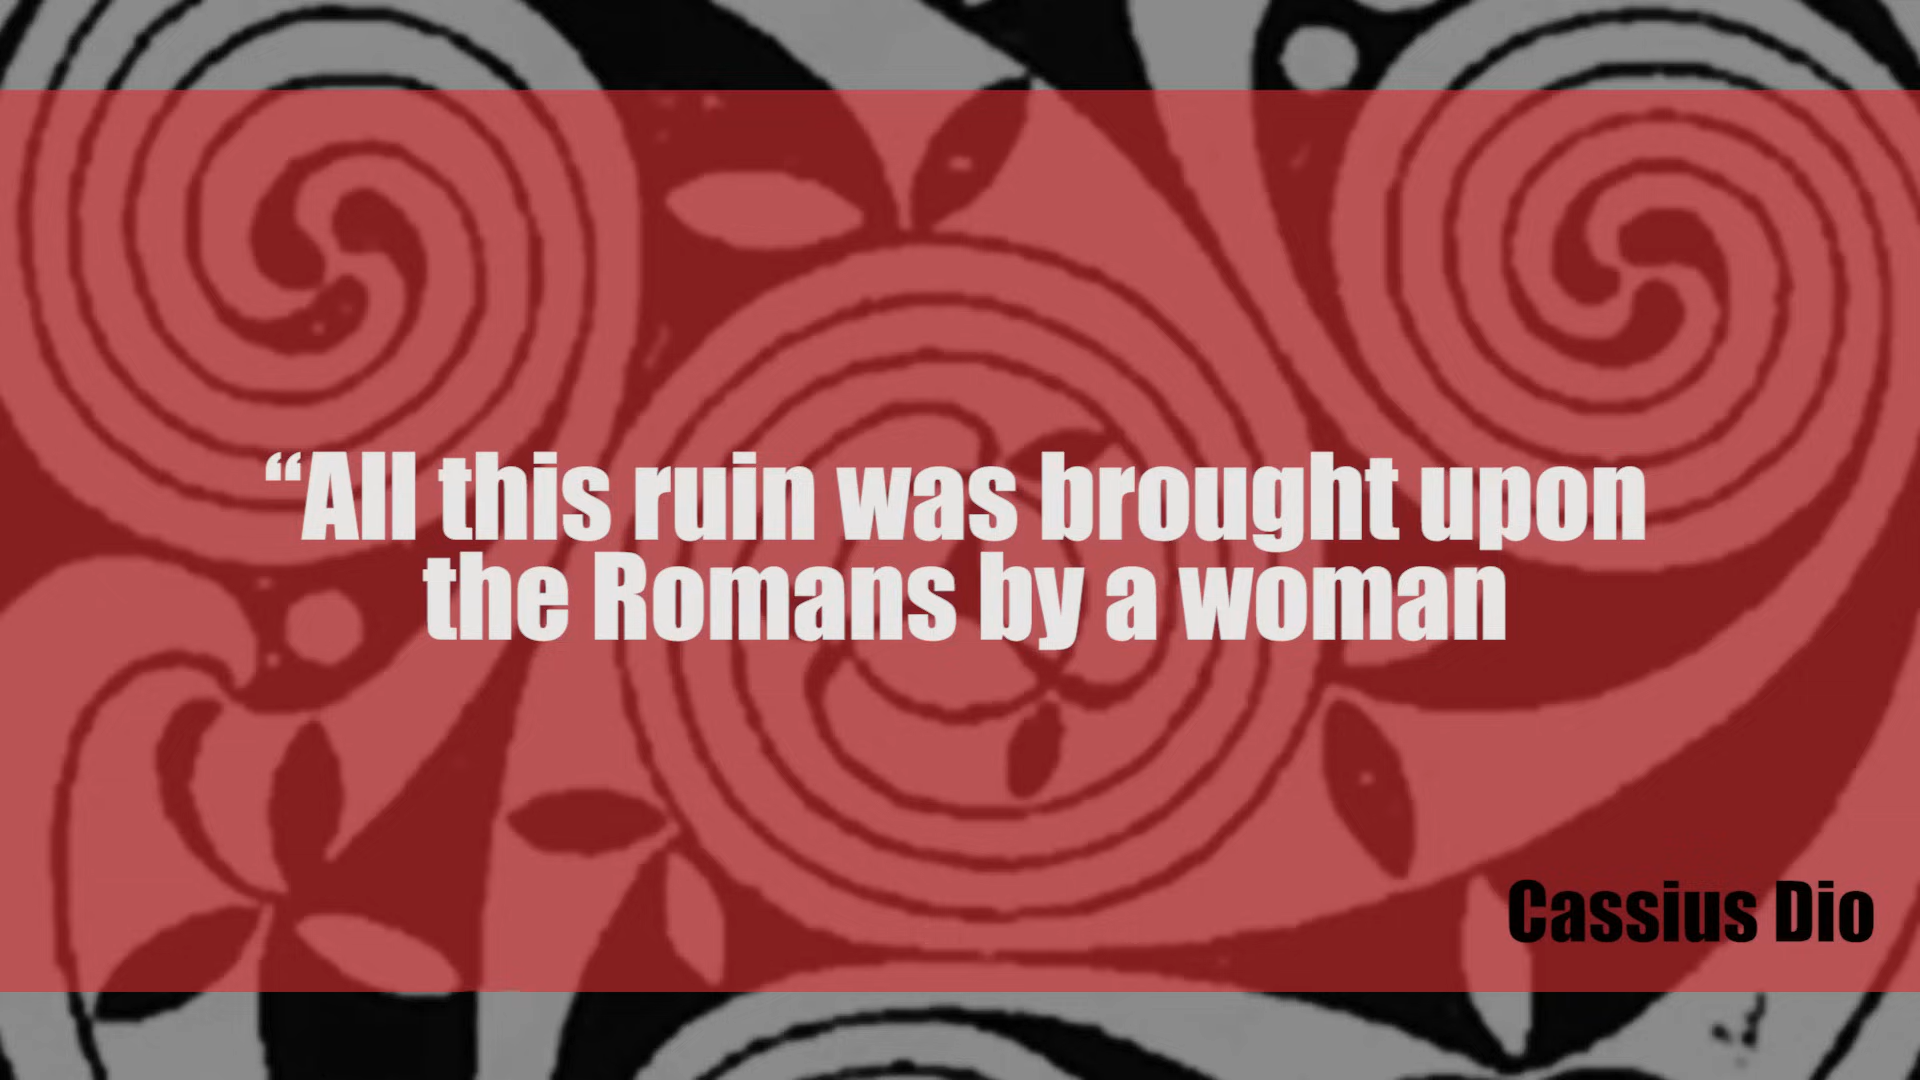 “All this ruin was brought upon
the Romans by a woman
Cassius Dio